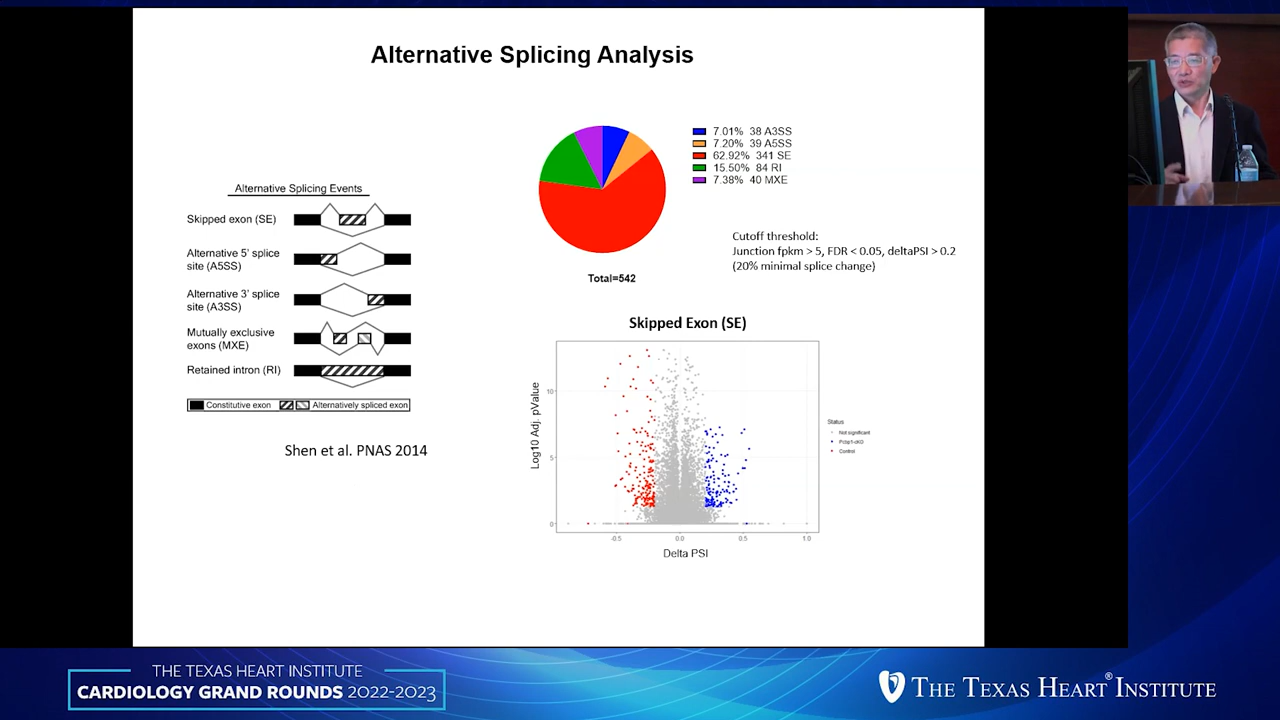 Alternative Splicing Analysis
Alternative Splicing Events
Skipped exon (SE)
Alternative 5' splice
site (A5SS)
Alternative 3' splice
site (A3SS)
Mutually exclusive
exons (MXE)
Retained intron (RI)
Constitutive exon
Alternatively spliced exon
Shen et al. PNAS 2014
7.01% 38 A3SS
7.20% 39 A5SS
62.92% 341 SE
15.50% 84 RI
7.38% 40 MXE
Total=542
Cutoff threshold:
Junction fpkm > 5, FDR < 0.05, deltaPSI > 0.2
(20% minimal splice change)
Skipped Exon (SE)
Log10 Adj. pValue
10
5
0
-0.5
0.0
0.5
1.0
Delta PSI
Status
Not significant
Pcbp1-cKO
Control
THE TEXAS HEART INSTITUTE
CARDIOLOGY GRAND ROUNDS 2022-2023
THE TEXAS HEART® INSTITUTE